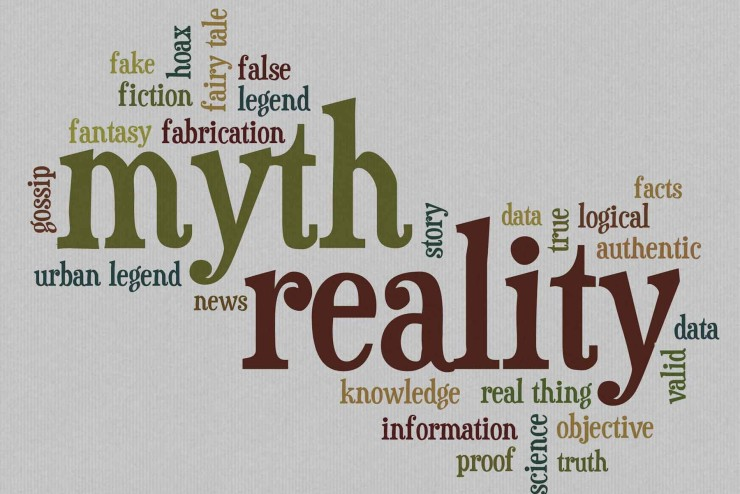 fake
hoax
fairy tale
false
fiction
legend
fantasy
fabrication
gossip
myth
urban legend
story
news
reality
data
true
logical
facts
authentic
data
valid
knowledge
real thing
information
science
objective
proof
truth